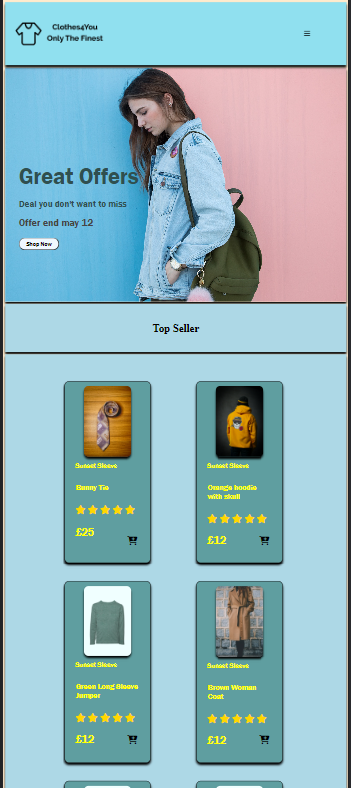 Clothes4You
Only The Finest
Great Offers
Deal you don't want to miss
Offer end may 12
Shop Now
Top Seller
Sunset Sleeve
Sunset Sleeve
Bunny Tie
Orange hoodie
with skull
£25
£12
Sunset Sleeve
Sunset Sleeve
Green Long Sleeve
Jumper
Brown Woman
Coat
£12
£12